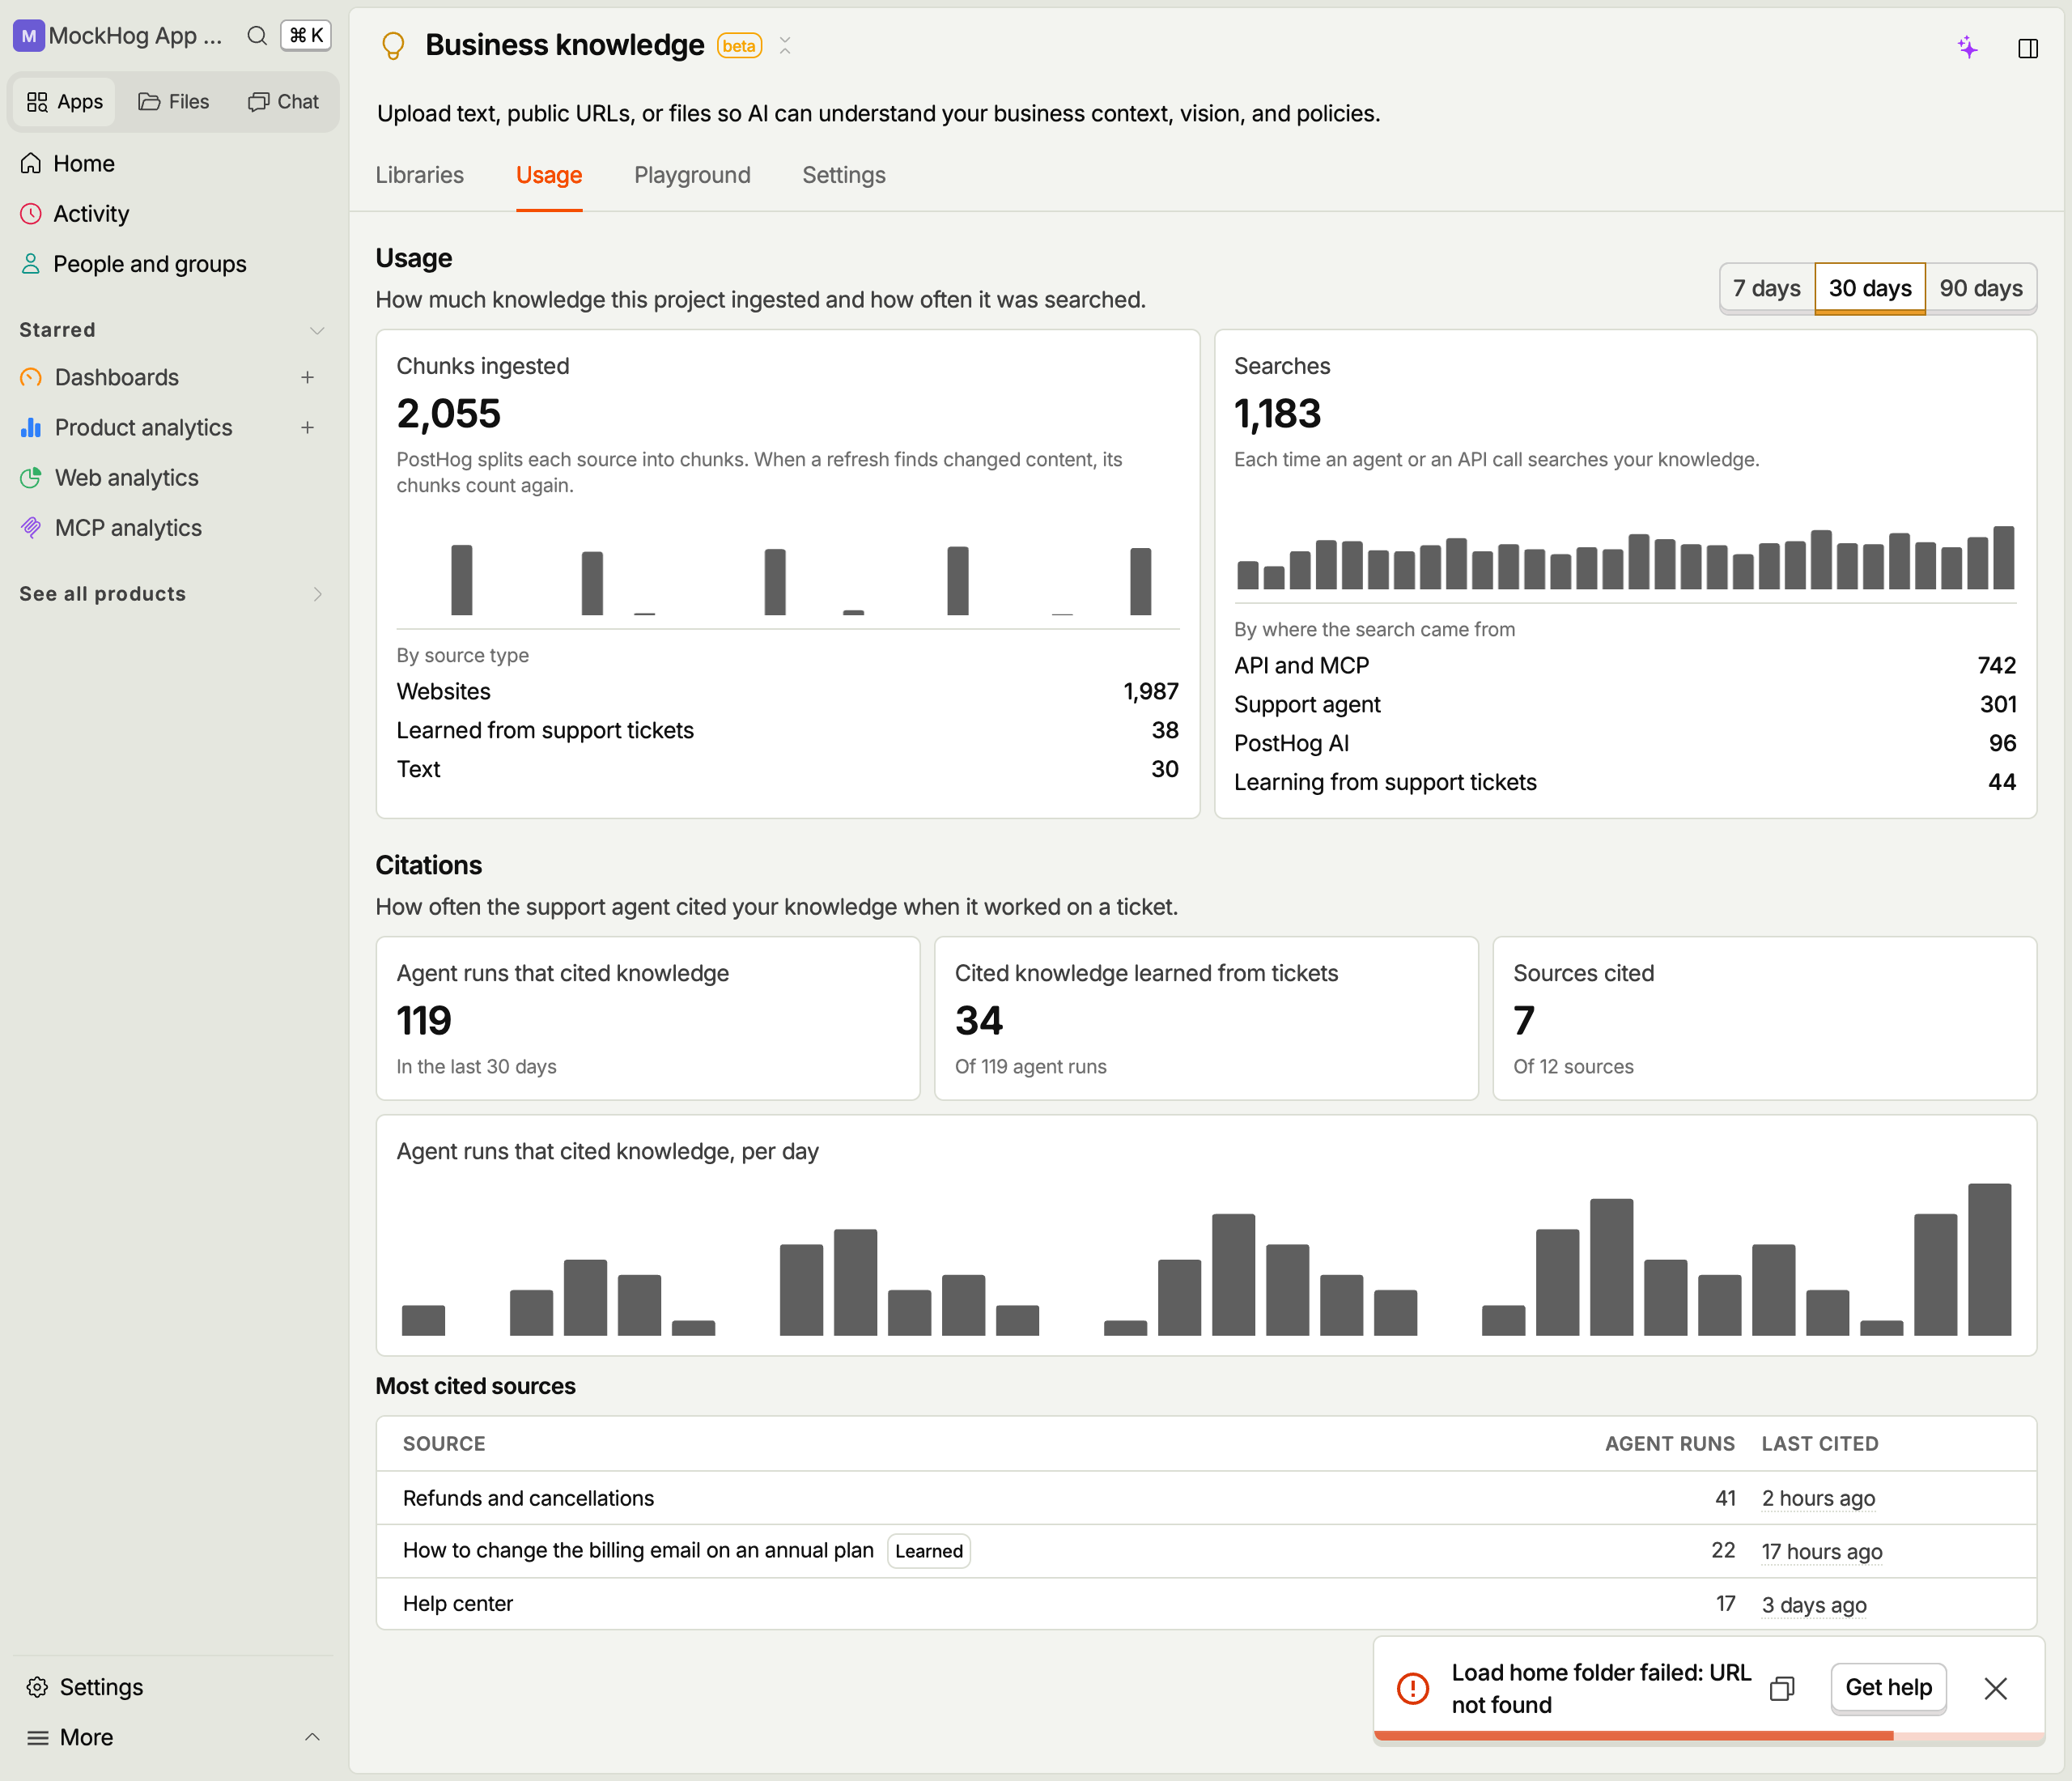 M MockHog App ... ⌘ K
Apps Files Chat
Home
Activity
People and groups
Starred
Dashboards
Product analytics
Web analytics
MCP analytics
See all products
Settings
More
Business knowledge beta
Upload text, public URLs, or files so AI can understand your business context, vision, and policies.
Libraries Usage Playground Settings
Usage
How much knowledge this project ingested and how often it was searched.
7 days 30 days 90 days
Chunks ingested
2,055
PostHog splits each source into chunks. When a refresh finds changed content, its
chunks count again.
By source type
Websites 1,987
Learned from support tickets 38
Text 30
Searches
1,183
Each time an agent or an API call searches your knowledge.
By where the search came from
API and MCP 742
Support agent 301
PostHog AI 96
Learning from support tickets 44
Citations
How often the support agent cited your knowledge when it worked on a ticket.
Agent runs that cited knowledge
119
In the last 30 days
Cited knowledge learned from tickets
34
Of 119 agent runs
Sources cited
7
Of 12 sources
Agent runs that cited knowledge, per day
Most cited sources
SOURCE AGENT RUNS LAST CITED
Refunds and cancellations 41 2 hours ago
How to change the billing email on an annual plan Learned 22 17 hours ago
Help center 17 3 days ago
Load home folder failed: URL
not found
Get help